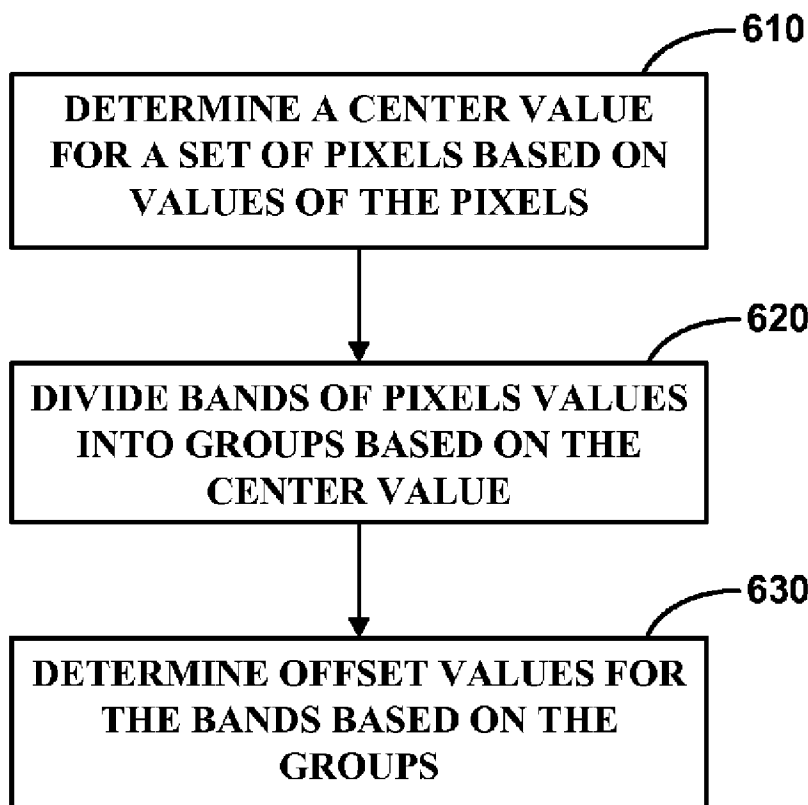 610
DETERMINE A CENTER VALUE
FOR A SET OF PIXELS BASED ON
VALUES OF THE PIXELS
620
DIVIDE BANDS OF PIXELS VALUES
INTO GROUPS BASED ON THE
CENTER VALUE
630
DETERMINE OFFSET VALUES FOR
THE BANDS BASED ON THE
GROUPS